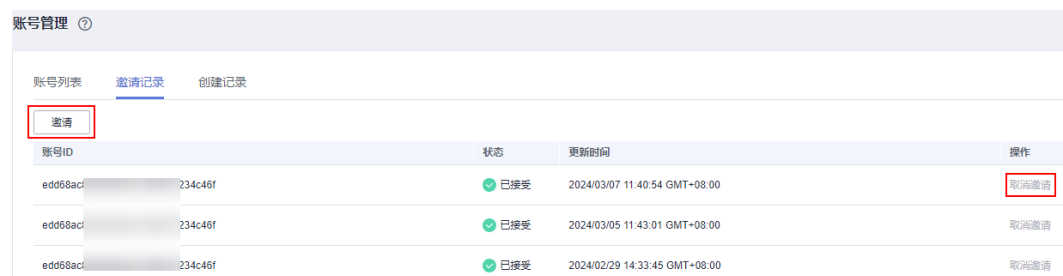 账号管理
账号列表 邀请记录 创建记录
邀请
账号ID 状态 更新时间 操作
edd68ac 234c46f 已接受 2024/03/07 11:40:54 GMT+08:00 取消邀请
edd68ac 234c46f 已接受 2024/03/05 11:43:01 GMT+08:00 取消邀请
edd68ac 234c46f 已接受 2024/02/29 14:33:45 GMT+08:00 取消邀请